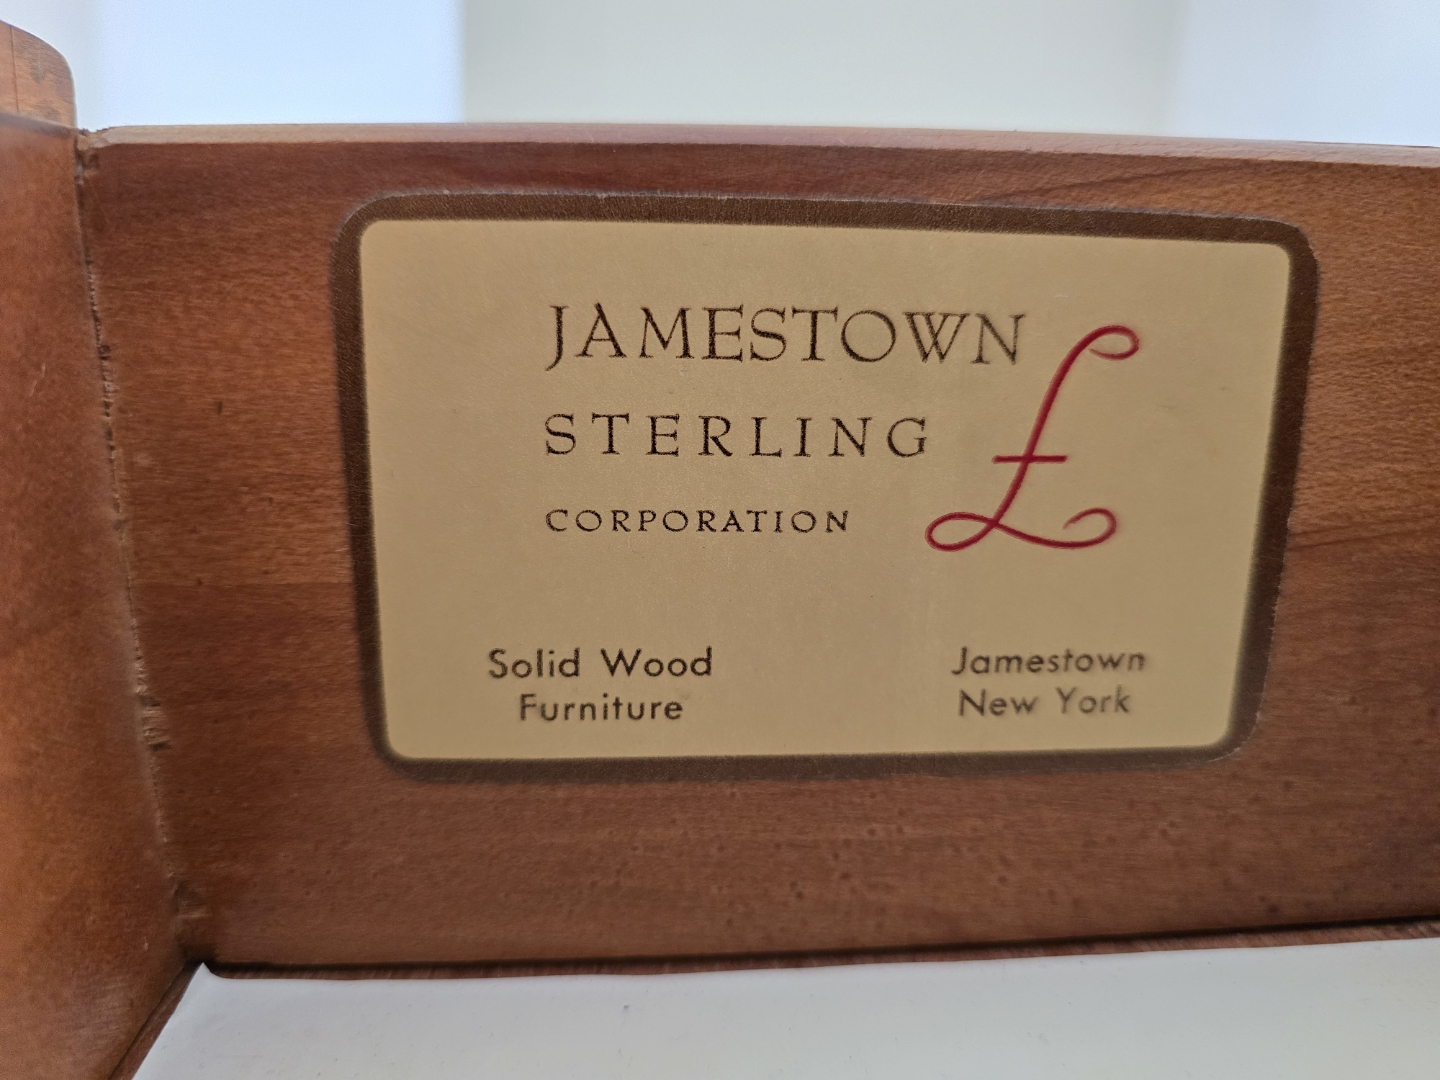 JAMESTOWN
STERLING
CORPORATION
£
Solid Wood
Furniture
Jamestown
New York